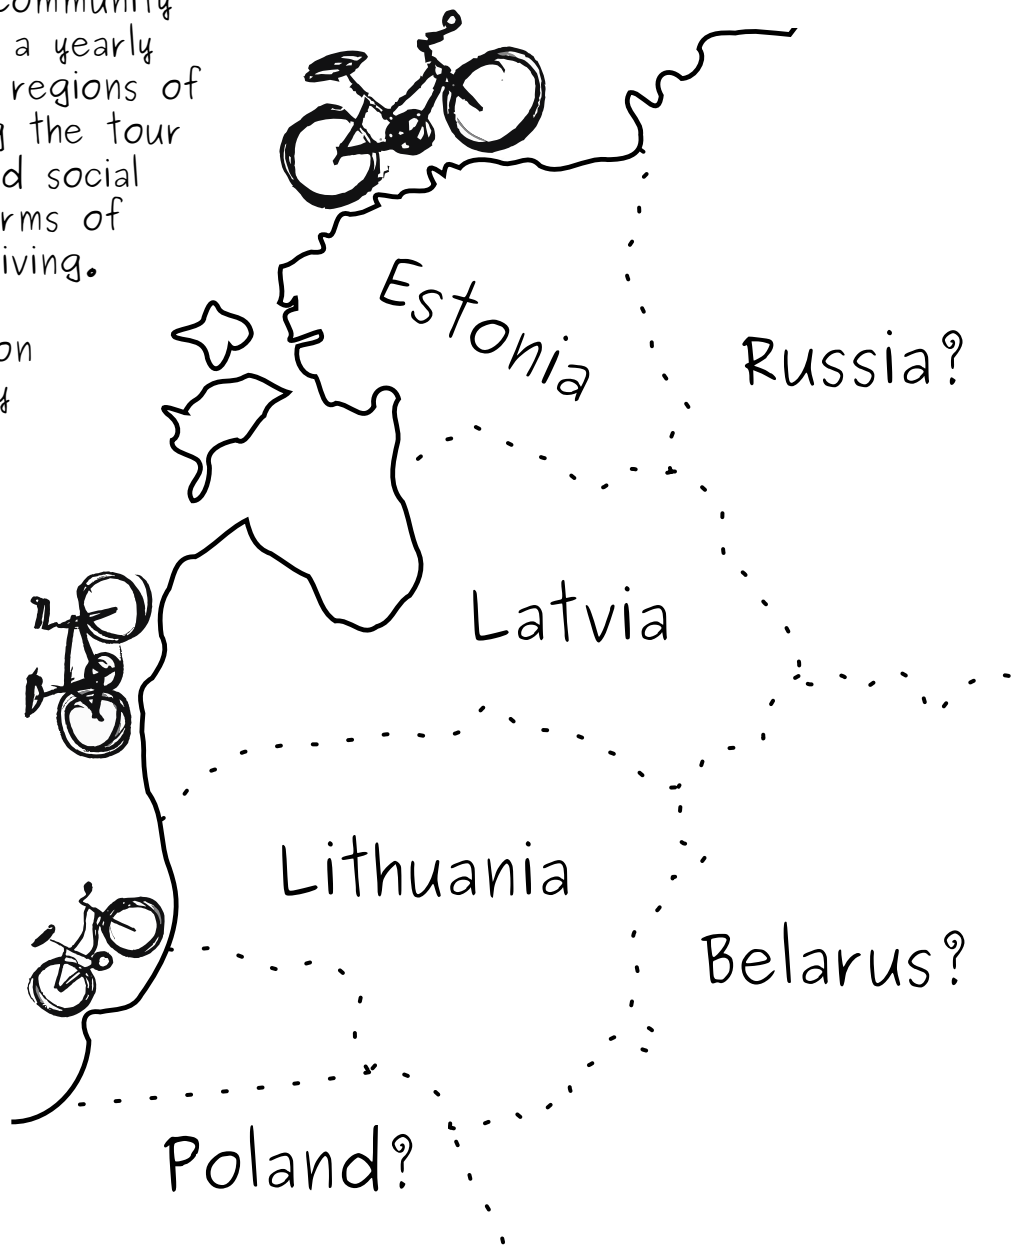 community
a yearly
regions of
g the tour
d social
rms of
iving.
on
y
Estonia
Russia?
Latvia
Lithuania
Belarus?
Poland?